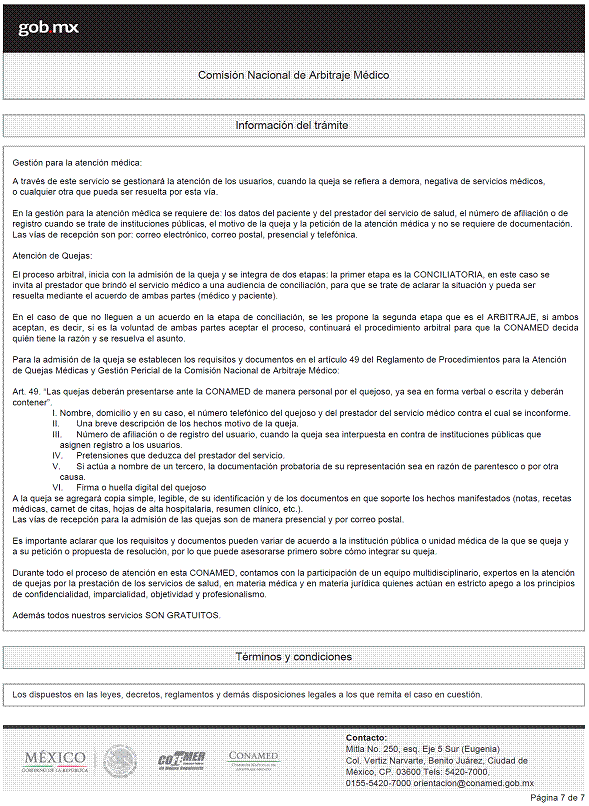 gob.mx
Comisión Nacional de Arbitraje Médico
Información del trámite
Gestión para la atención médica:
A través de este servicio se gestionará la atención de los usuarios, cuando la queja se refiera a demora, negativa de servicios médicos,
o cualquier otra que pueda ser resuelta por esta vía.
En la gestión para la atención médica se requiere de: los datos del paciente y del prestador del servicio de salud, el número de afiliación o de
registro cuando se trate de instituciones públicas, el motivo de la queja y la petición de la atención médica y no se requiere de documentación.
Las vías de recepción son por: correo electrónico, correo postal, presencial y telefónica.
Atención de Quejas:
El proceso arbitral, inicia con la admisión de la queja y se integra de dos etapas: la primer etapa es la CONCILIATORIA, en este caso se
invita al prestador que brindó el servicio médico a una audiencia de conciliación, para que se trate de aclarar la situación y pueda ser
resuelta mediante el acuerdo de ambas partes (médico y paciente).
En el caso de que no lleguen a un acuerdo en la etapa de conciliación, se les propone la segunda etapa que es el ARBITRAJE, si ambos
aceptan, es decir, si es la voluntad de ambas partes aceptar el proceso, continuará el procedimiento arbitral para que la CONAMED decida
quién tiene la razón y se resuelva el asunto.
Para la admisión de la queja se establecen los requisitos y documentos en el artículo 49 del Reglamento de Procedimientos para la Atención
de Quejas Médicas y Gestión Pericial de la Comisión Nacional de Arbitraje Médico:
Art. 49. “Las quejas deberán presentarse ante la CONAMED de manera personal por el quejoso, ya sea en forma verbal o escrita y deberán
contener”.
I. Nombre, domicilio y en su caso, el número telefónico del quejoso y del prestador del servicio médico contra el cual se inconforme.
II. Una breve descripción de los hechos motivo de la queja.
III. Número de afiliación o de registro del usuario, cuando la queja sea interpuesta en contra de instituciones públicas que
asignen registro a los usuarios.
IV. Pretensiones que deduzca del prestador del servicio.
V. Si actúa a nombre de un tercero, la documentación probatoria de su representación sea en razón de parentesco o por otra
causa.
VI. Firma o huella digital del quejoso
A la queja se agregará copia simple, legible, de su identificación y de los documentos en que soporte los hechos manifestados (notas, recetas
médicas, carnet de citas, hojas de alta hospitalaria, resumen clínico, etc.).
Las vías de recepción para la admisión de las quejas son de manera presencial y por correo postal.
Es importante aclarar que los requisitos y documentos pueden variar de acuerdo a la institución pública o unidad médica de la que se queja y
a su petición o propuesta de resolución, por lo que puede asesorarse primero sobre cómo integrar su queja.
Durante todo el proceso de atención en esta CONAMED, contamos con la participación de un equipo multidisciplinario, expertos en la atención
de quejas por la prestación de los servicios de salud, en materia médica y en materia jurídica quienes actúan en estricto apego a los principios
de confidencialidad, imparcialidad, objetividad y profesionalismo.
Además todos nuestros servicios SON GRATUITOS.
Términos y condiciones
Los dispuestos en las leyes, decretos, reglamentos y demás disposiciones legales a los que remita el caso en cuestión.
MÉXICO
GOBIERNO DE LA REPÚBLICA
COFEMER
CONAMED
Contacto:
Mitla No. 250, esq. Eje 5 Sur (Eugenia)
Col. Vertiz Narvarte, Benito Juárez, Ciudad de
México, CP. 03600 Tels: 5420-7000,
0155-5420-7000 orientacion@conamed.gob.mx
Página 7 de 7